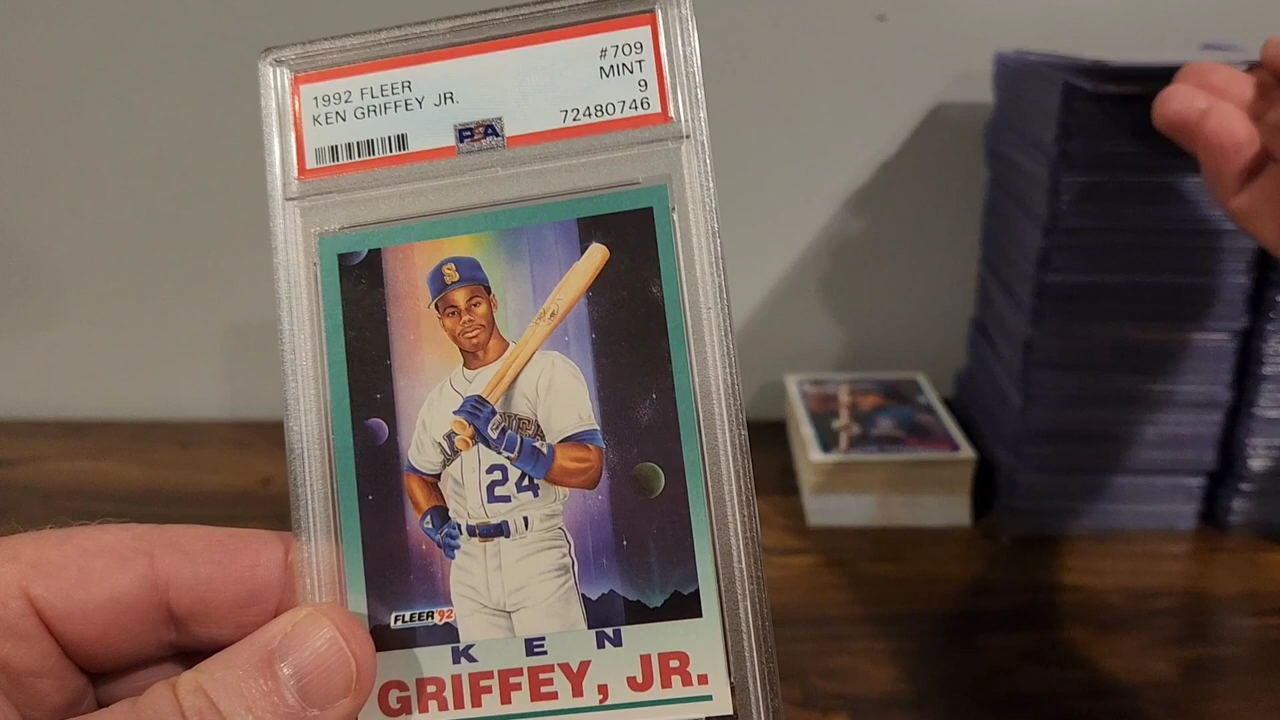 1992 FLEER
KEN GRIFFEY JR.
#709
MINT
9
72480746
PSA
S
24
FLEER'92
KEN
GRIFFEY, JR.